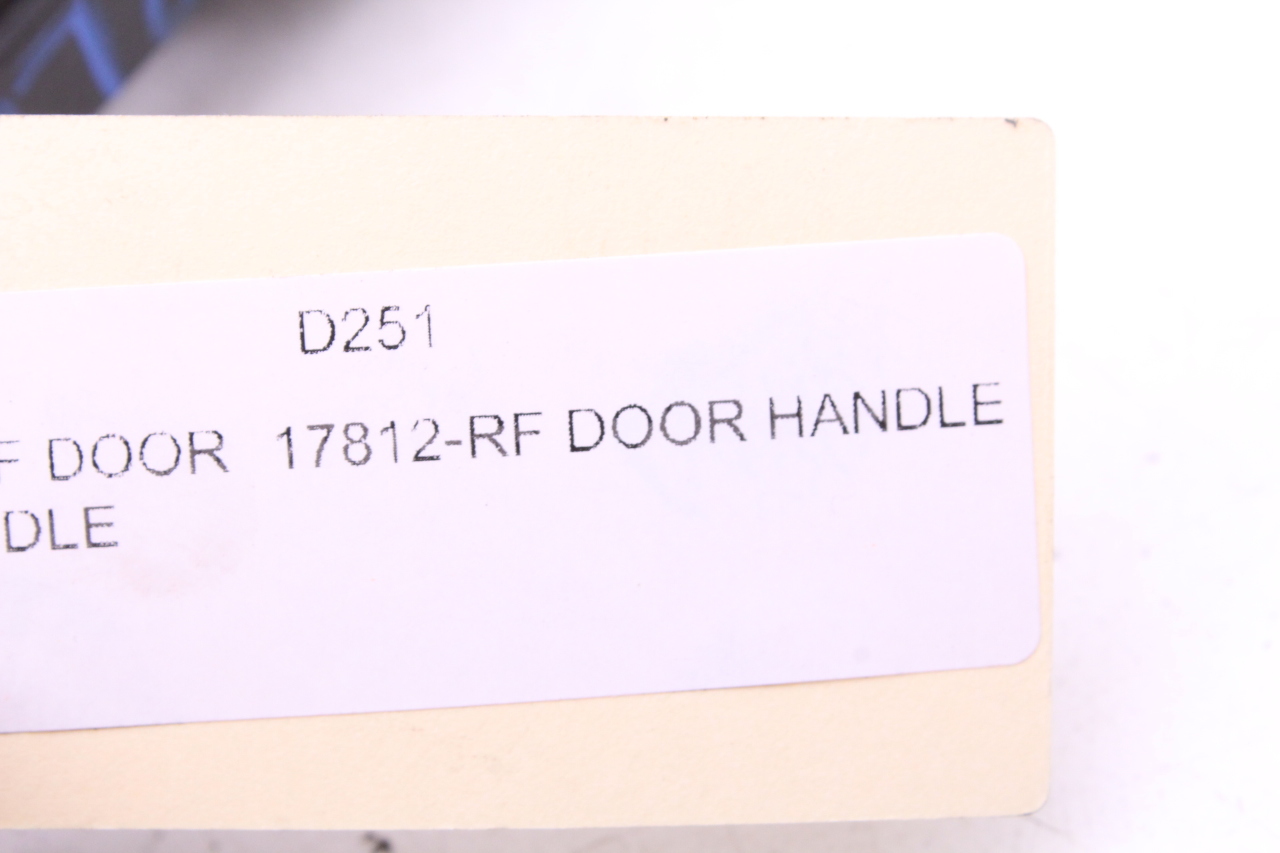 D251
F DOOR 17812-RF DOOR HANDLE
DLE